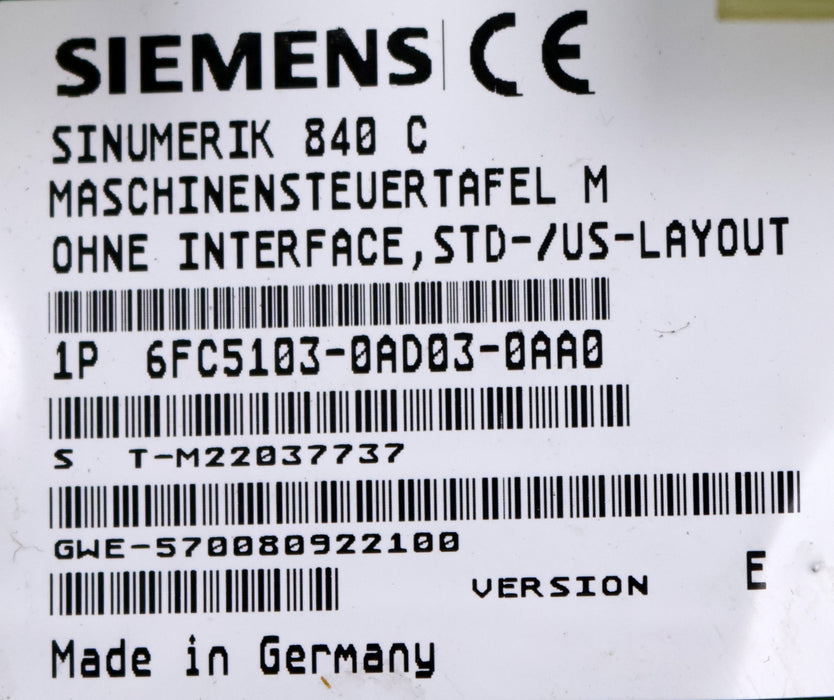 SIEMENS CE
SINUMERIK 840 C
MASCHINENSTEUERTAFEL M
OHNE INTERFACE,STD-/US-LAYOUT
1P 6FC5103-0AD03-0AA0
S T-M22037737
GWE-570080922100
VERSION E
Made in Germany